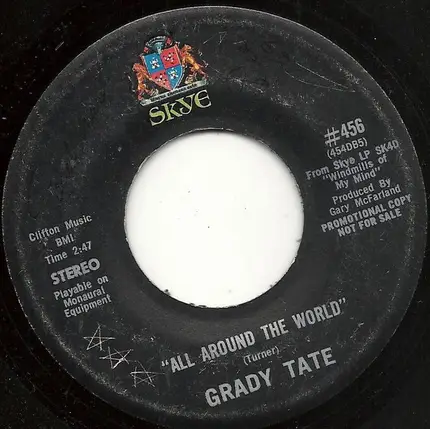 SKYE
#456
(454DB5)
From Skye LP SK4D
"Windmills of
My Mind"
Produced By
Gary McFarland
PROMOTIONAL COPY
NOT FOR SALE
Clifton Music
BMI
Time 2:47
STEREO
Playable on
Monaural
Equipment
"ALL AROUND THE WORLD"
(Turner)
GRADY TATE